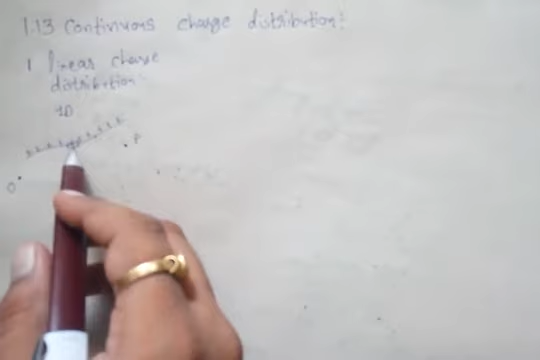 1.13 Continuous charge distribution:
1 linear charge
distribution
1D
P
O